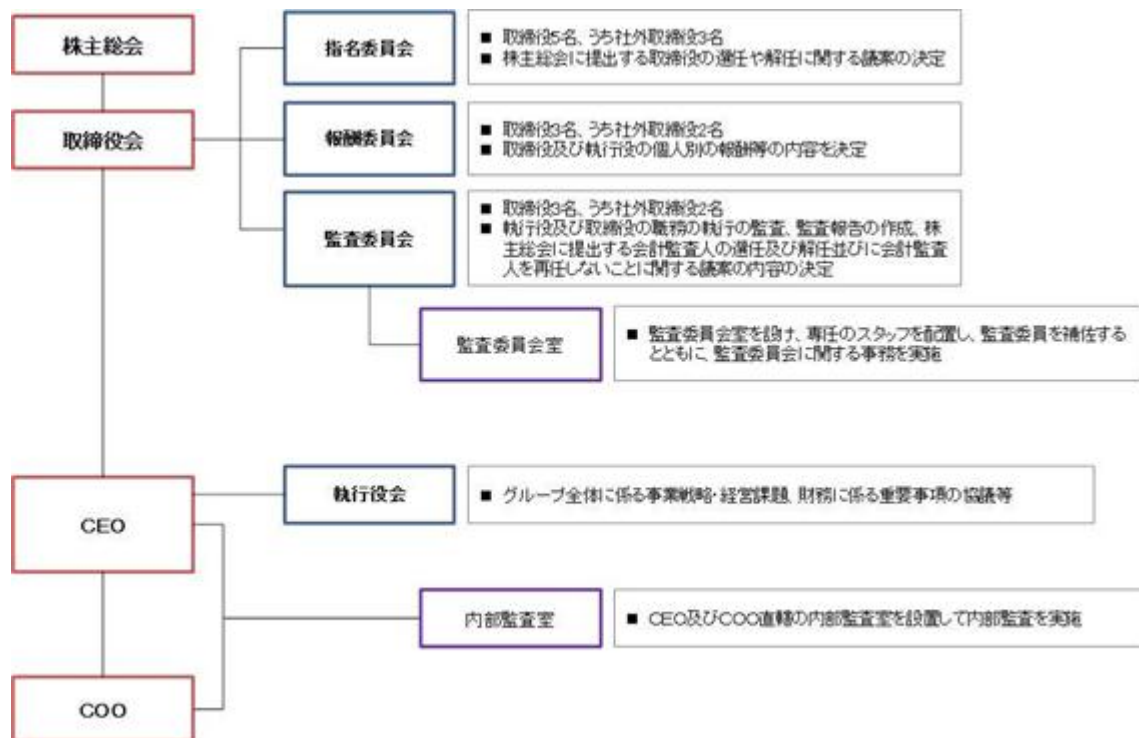 株主総会
取締役会
指名委員会
■ 取締役5名、うち社外取締役3名
■ 株主総会に提出する取締役の選任や解任に関する議案の決定
報酬委員会
■ 取締役3名、うち社外取締役2名
■ 取締役及び執行役の個人別の報酬等の内容を決定
監査委員会
■ 取締役3名、うち社外取締役2名
■ 執行役及び取締役の職務の執行の監査、監査報告の作成、株
主総会に提出する会計監査人の選任及び解任並びに会計監査
人を再任しないことに関する議案の内容の決定
監査委員会室
■ 監査委員会室を設け、専任のスタッフを配置し、監査委員を補佐する
とともに、監査委員会に関する事務を実施
CEO
執行役会
■ グループ全体に係る事業戦略・経営課題、財務に係る重要事項の協議等
内部監査室
■ CEO及びCOO直轄の内部監査室を設置して内部監査を実施
COO